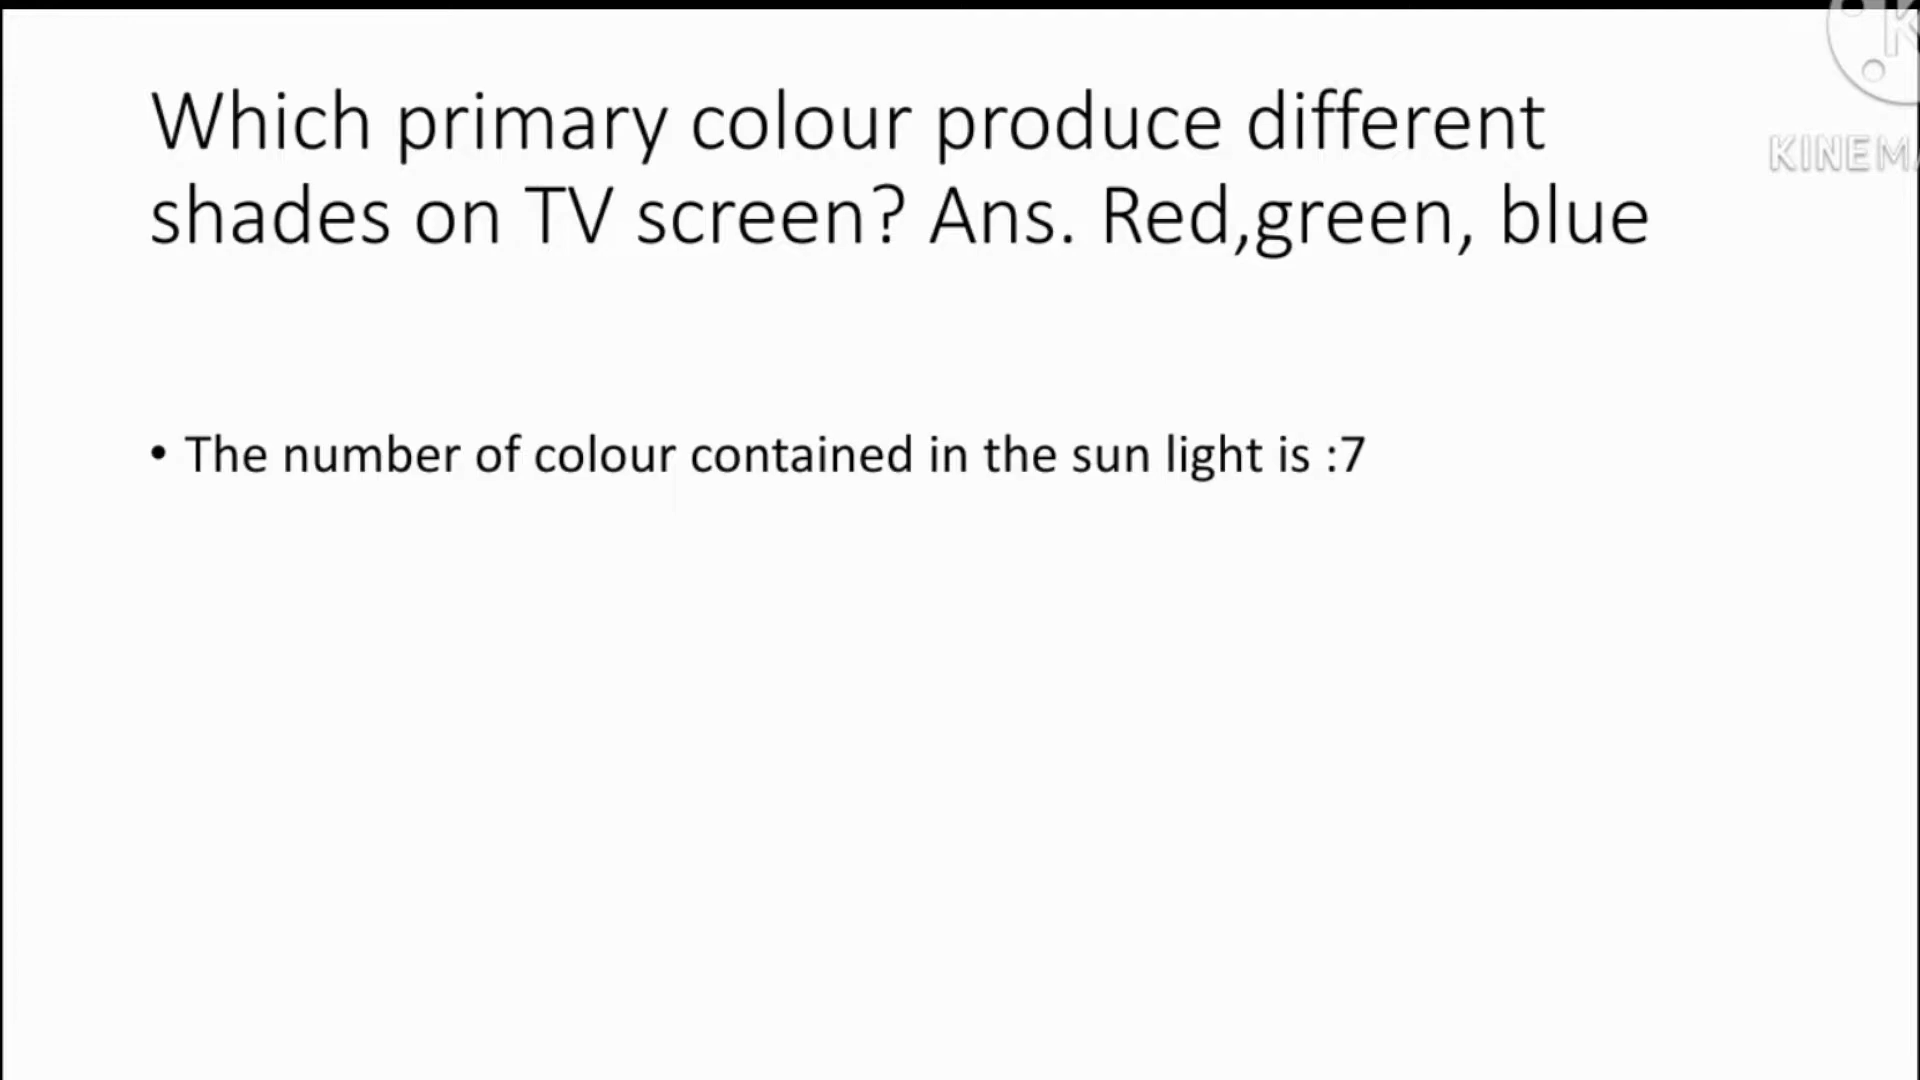 Which primary colour produce different
shades on TV screen? Ans. Red,green, blue
• The number of colour contained in the sun light is :7
K
KINEMA